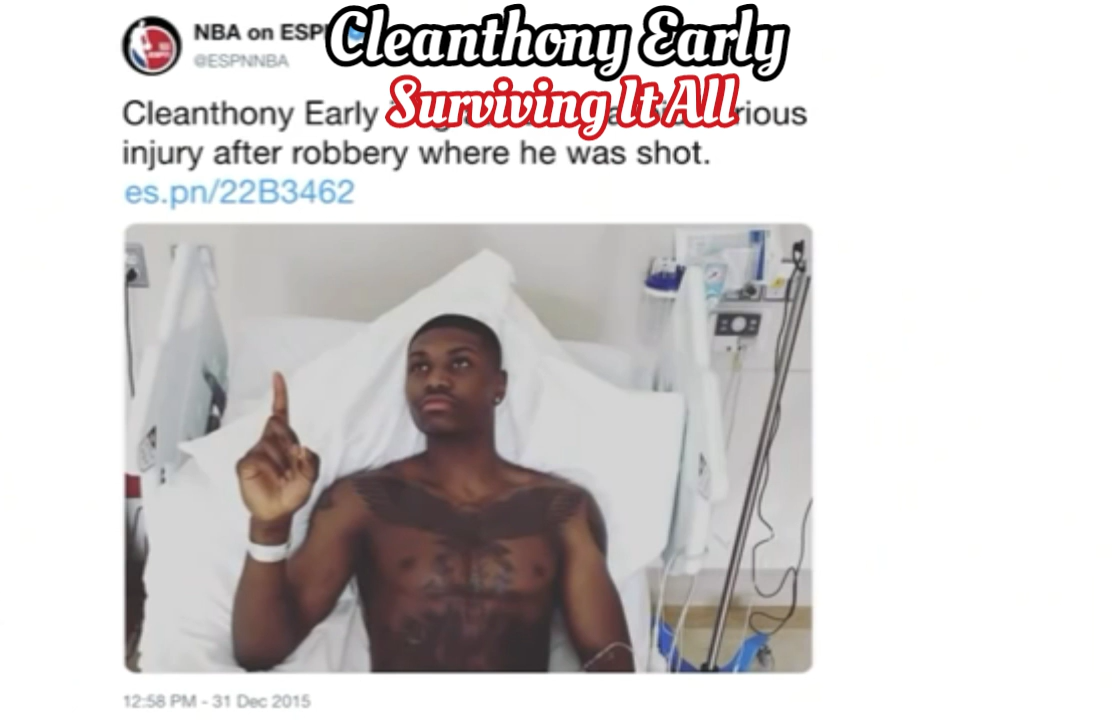 NBA on ESP
Cleanthony Early
@ESPNNBA
Surviving It All
Cleanthony Early
injury after robbery where he was shot.
es.pn/22B3462
12:58 PM - 31 Dec 2015